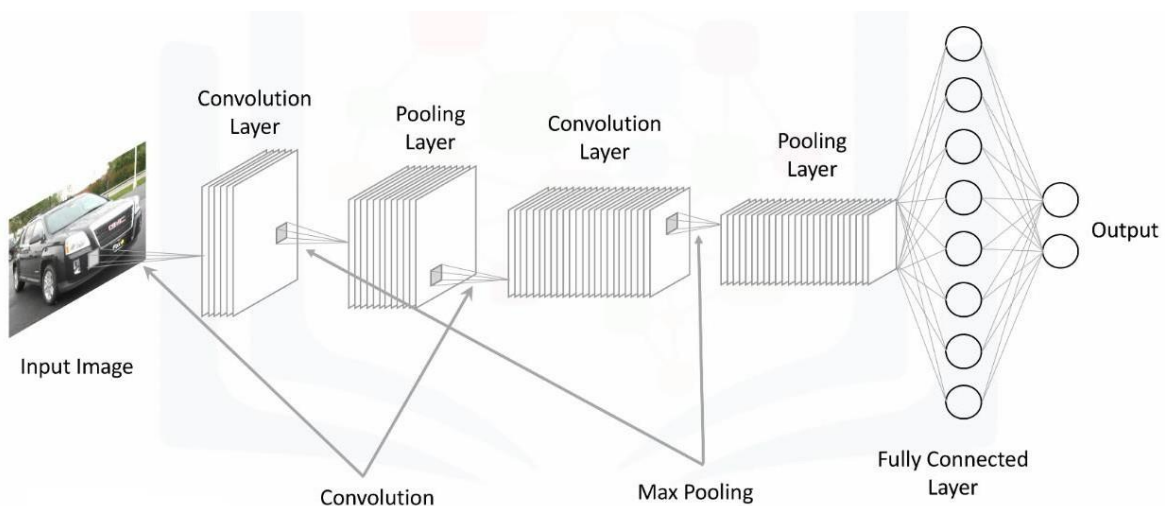 Convolution
Layer
Pooling
Layer
Convolution
Layer
Pooling
Layer
Output
Input Image
Fully Connected
Layer
Convolution
Max Pooling